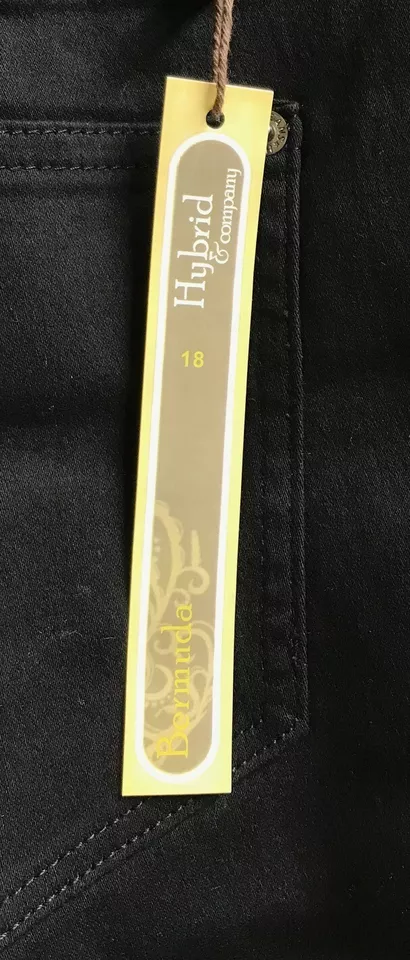 Hybrid
& company
18
Bermuda